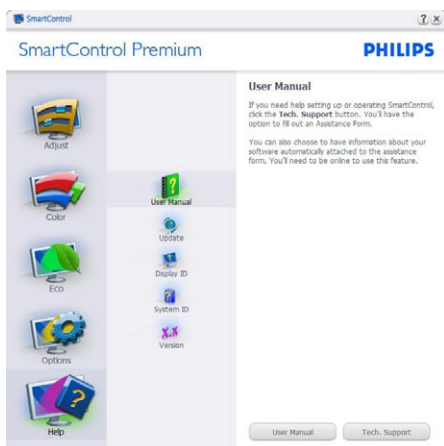 SmartControl
? x
SmartControl Premium
PHILIPS
Adjust
Color
Eco
Options
Help
User Manual
Update
Display ID
System ID
X.X
Version
User Manual
If you need help setting up or operating SmartControl,
click the Tech. Support button. You'll have the
option to fill out an Assistance Form.
You can also choose to have information about your
software automatically attached to the assistance
form. You'll need to be online to use this feature.
User Manual
Tech. Support